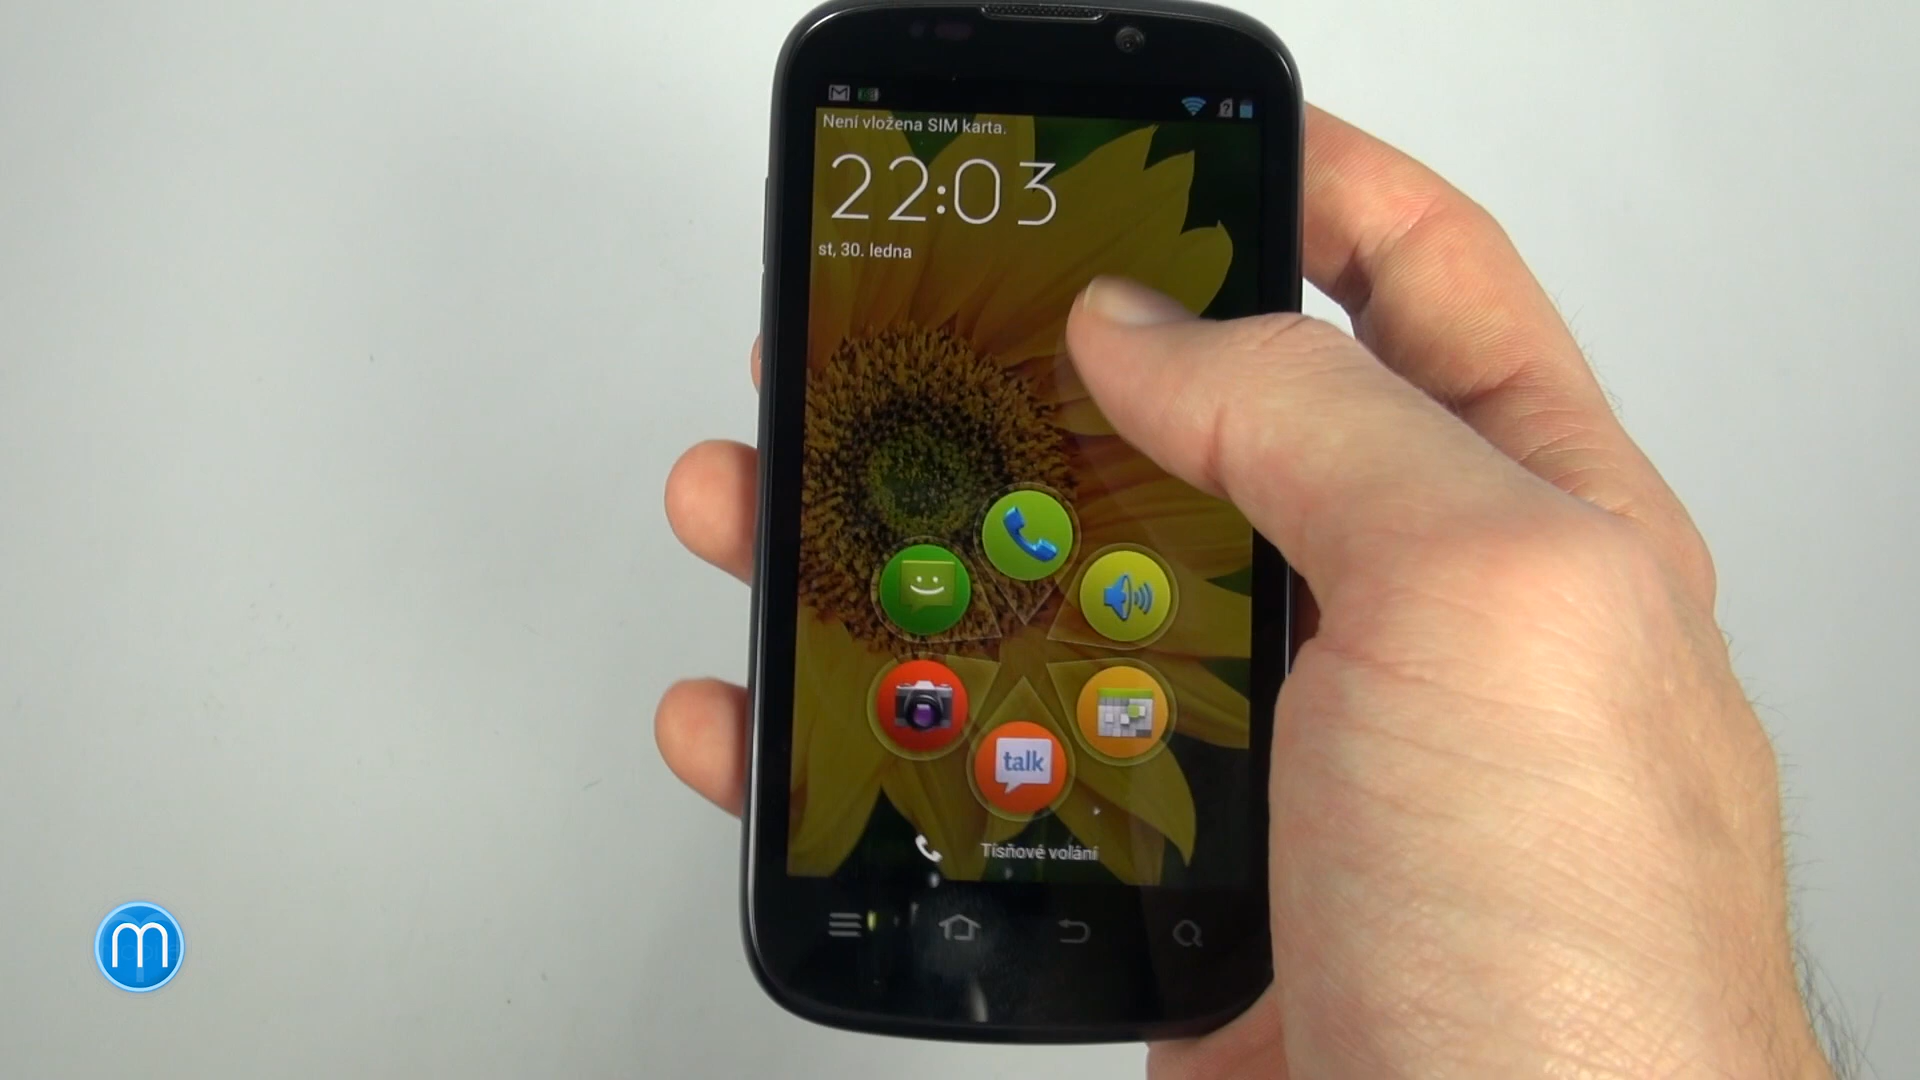 Není vložena SIM karta.
22:03
st, 30. ledna
talk
Tísňové volání
m